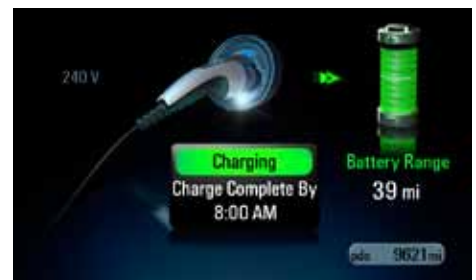 240 V
Charging
Charge Complete By
8:00 AM
Battery Range
39 mi
9621 mi